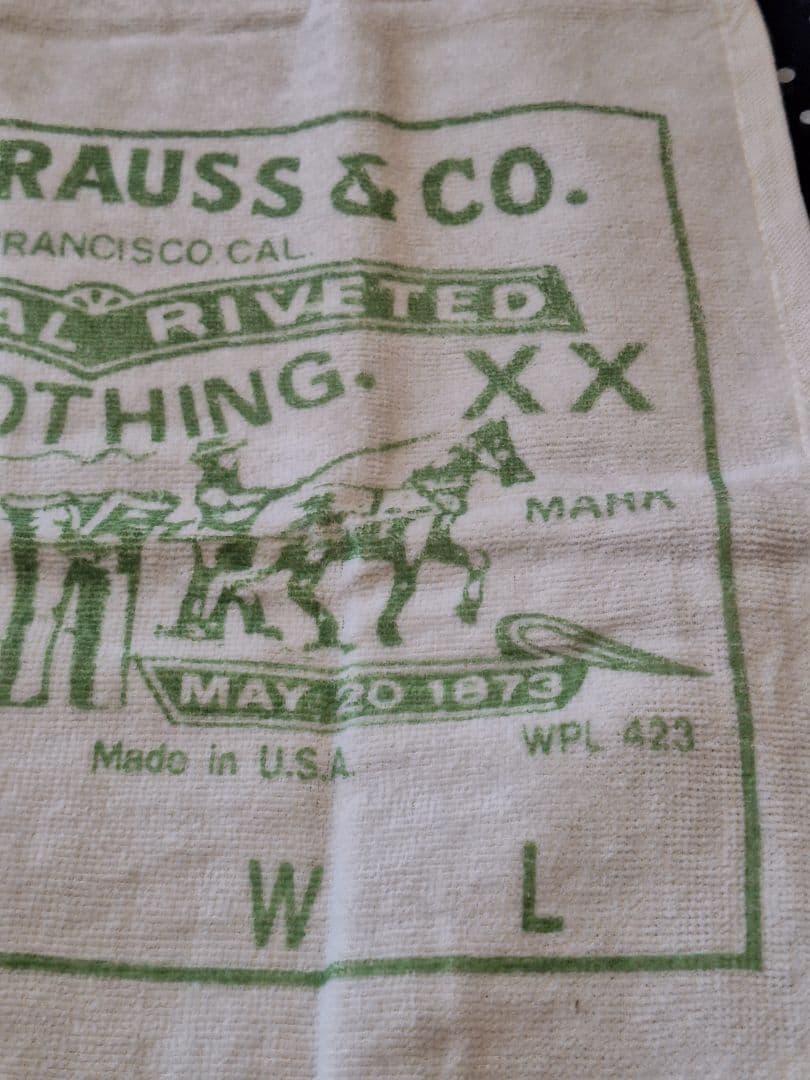 RAUSS & CO.
RANCISCO CAL.
AL RIVETED
OTHING. XX
MARK
MAY 20 1873
Made in U.S.A.
WPL 423
W L